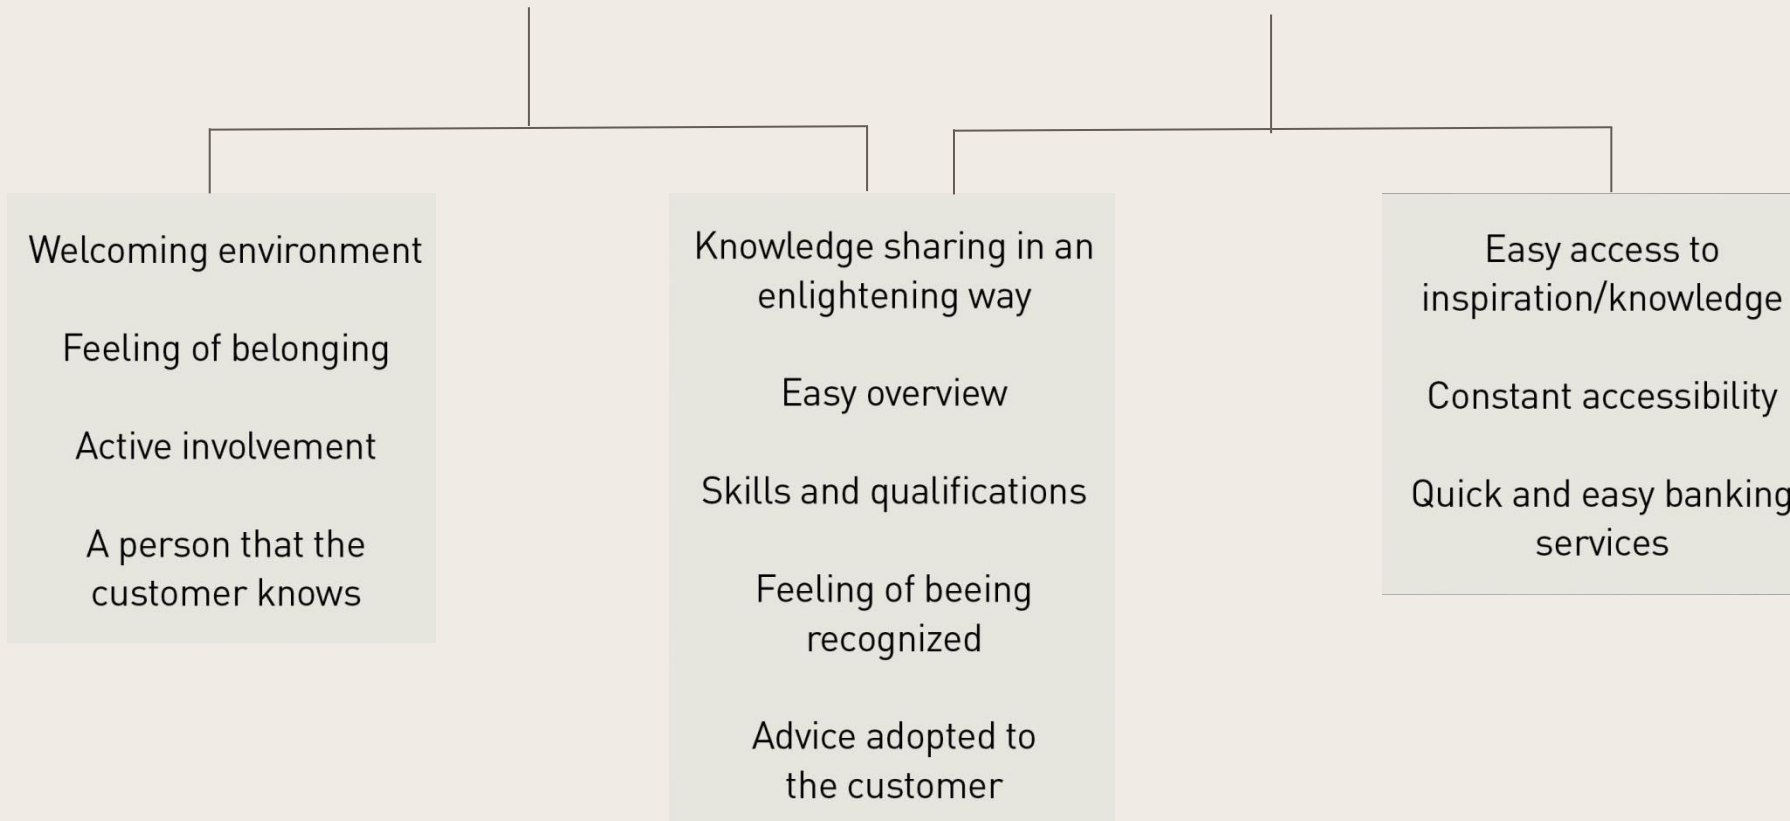 Welcoming environment
Feeling of belonging
Active involvement
A person that the
customer knows
Knowledge sharing in an
enlightening way
Easy overview
Skills and qualifications
Feeling of beeing
recognized
Advice adopted to
the customer
Easy access to
inspiration/knowledge
Constant accessibility
Quick and easy banking
services